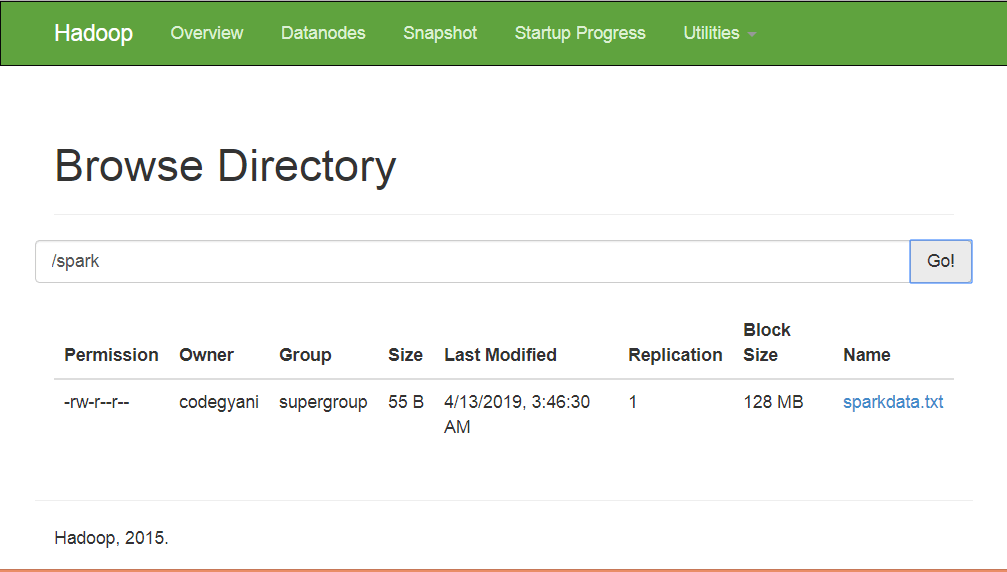 Hadoop Overview Datanodes Snapshot Startup Progress Utilities
Browse Directory
/spark Go!
Permission Owner Group Size Last Modified Replication Block Size Name
-rw-r--r-- codegyani supergroup 55 B 4/13/2019, 3:46:30 AM 1 128 MB sparkdata.txt
Hadoop, 2015.